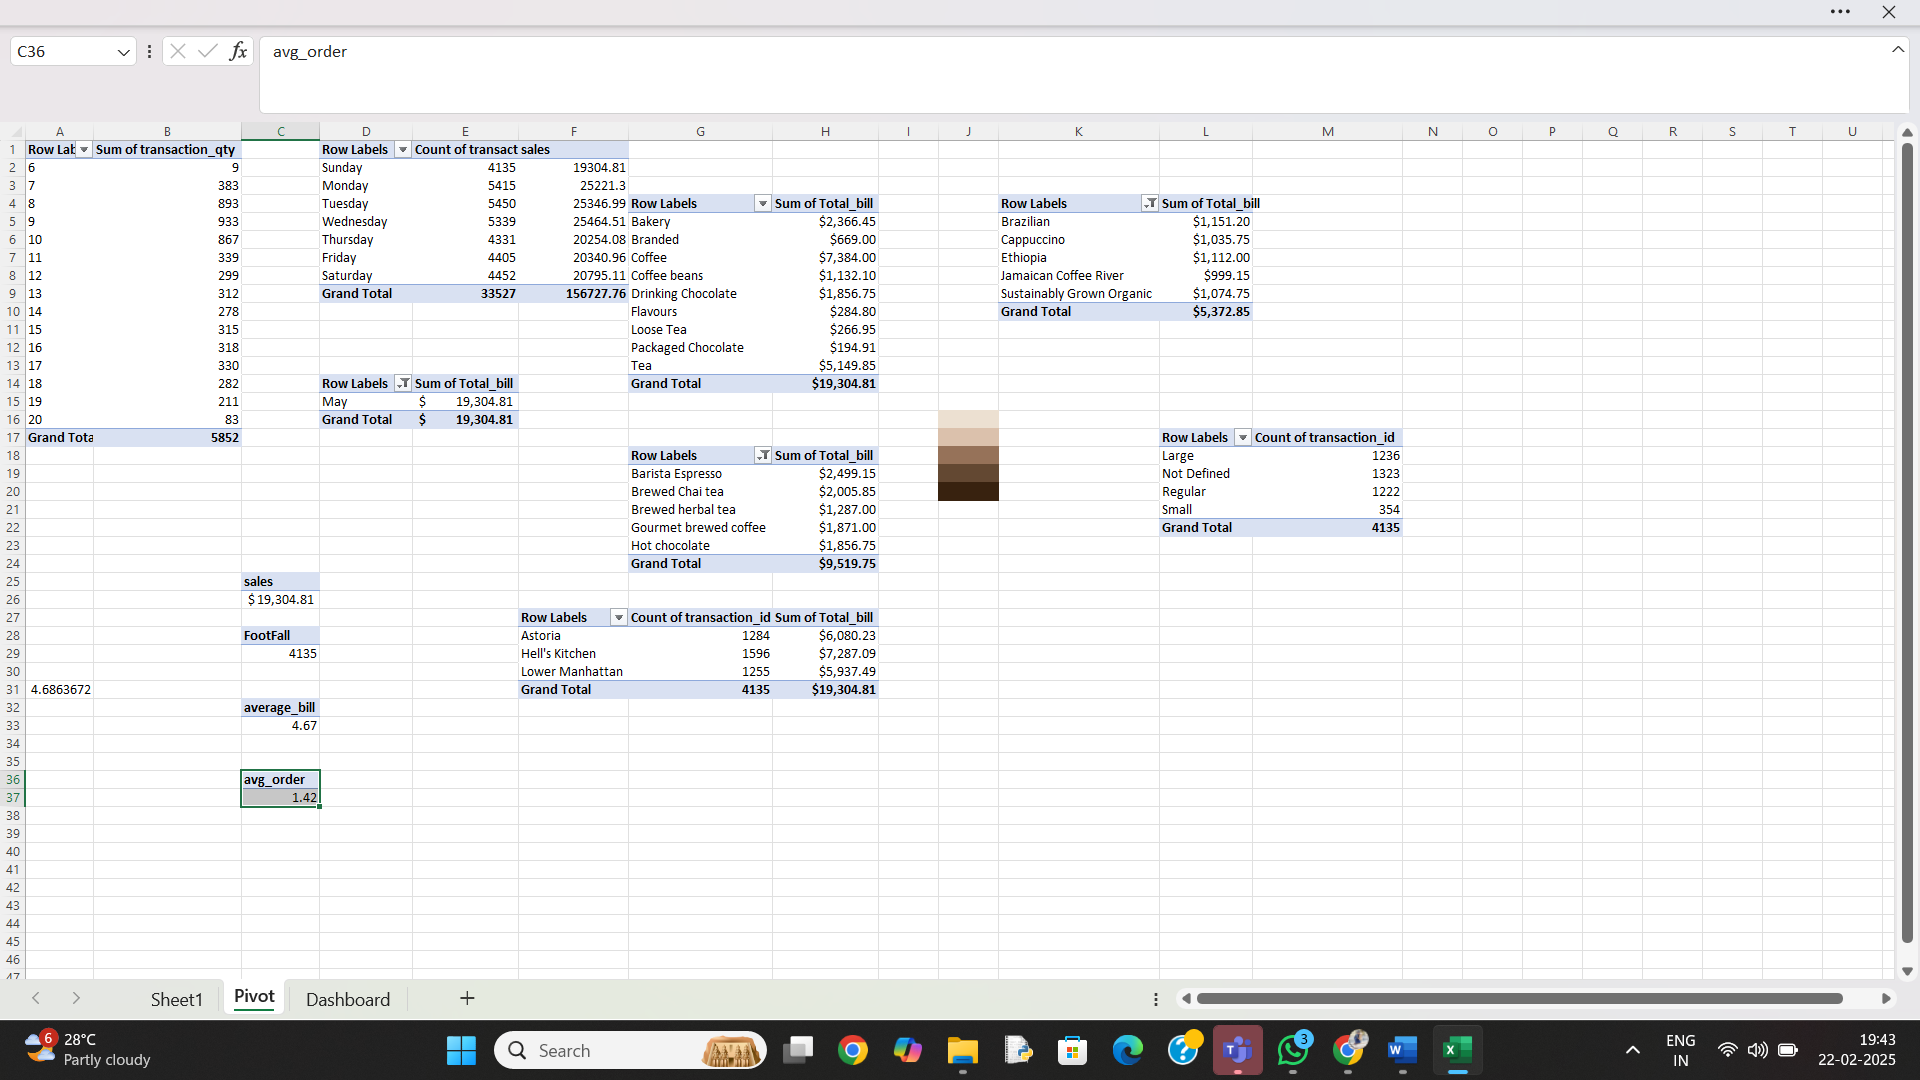 C36
fx
avg_order
A B C D E F G H I J K L M N O P Q R S T U
1 Row Lab Sum of transaction_qty Row Labels Count of transact sales
2 6 9 Sunday 4135 19304.81
3 7 383 Monday 5415 25221.3
4 8 893 Tuesday 5450 25346.99 Row Labels Sum of Total_bill Row Labels Sum of Total_bill
5 9 933 Wednesday 5339 25464.51 Bakery $2,366.45 Brazilian $1,151.20
6 10 867 Thursday 4331 20254.08 Branded $669.00 Cappuccino $1,035.75
7 11 339 Friday 4405 20340.96 Coffee $7,384.00 Ethiopia $1,112.00
8 12 299 Saturday 4452 20795.11 Coffee beans $1,132.10 Jamaican Coffee River $999.15
9 13 312 Grand Total 33527 156727.76 Drinking Chocolate $1,856.75 Sustainably Grown Organic $1,074.75
10 14 278 Flavours $284.80 Grand Total $5,372.85
11 15 315 Loose Tea $266.95
12 16 318 Packaged Chocolate $194.91
13 17 330 Tea $5,149.85
14 18 282 Row Labels Sum of Total_bill Grand Total $19,304.81
15 19 211 May $ 19,304.81
16 20 83 Grand Total $ 19,304.81
17 Grand Tota 5852 Row Labels Count of transaction_id
18 Row Labels Sum of Total_bill Large 1236
19 Barista Espresso $2,499.15 Not Defined 1323
20 Brewed Chai tea $2,005.85 Regular 1222
21 Brewed herbal tea $1,287.00 Small 354
22 Gourmet brewed coffee $1,871.00 Grand Total 4135
23 Hot chocolate $1,856.75
24 Grand Total $9,519.75
25 sales
26 $19,304.81
27 Row Labels Count of transaction_id Sum of Total_bill
28 FootFall Astoria 1284 $6,080.23
29 4135 Hell's Kitchen 1596 $7,287.09
30 Lower Manhattan 1255 $5,937.49
31 4.6863672 Grand Total 4135 $19,304.81
32 average_bill
33 4.67
34
35
36 avg_order
37 1.42
38
39
40
41
42
43
44
45
46
47
Sheet1 Pivot Dashboard
6 28°C
Partly cloudy
Search
3
ENG
IN
19:43
22-02-2025